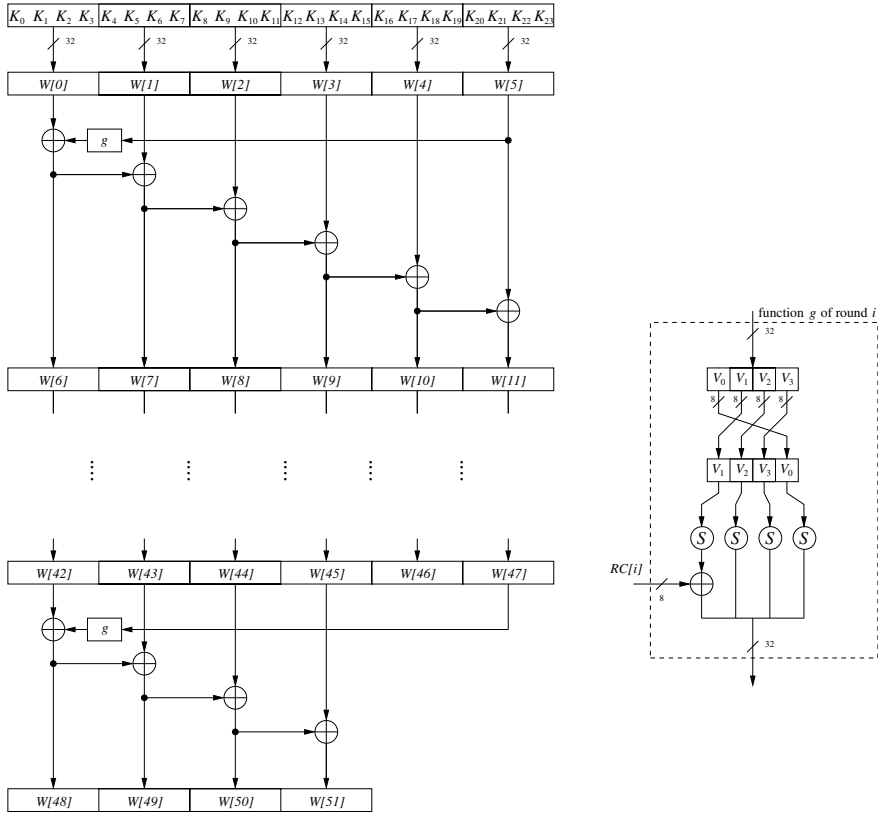 K0 K1 K2 K3 K4 K5 K6 K7 K8 K9 K10 K11 K12 K13 K14 K15 K16 K17 K18 K19 K20 K21 K22 K23
32 32 32 32 32 32
W[0] W[1] W[2] W[3] W[4] W[5]
g
W[6] W[7] W[8] W[9] W[10] W[11]
W[42] W[43] W[44] W[45] W[46] W[47]
g
W[48] W[49] W[50] W[51]
function g of round i
32
V0 V1 V2 V3
8 8 8 8
V1 V2 V3 V0
S S S S
RC[i]
8
32